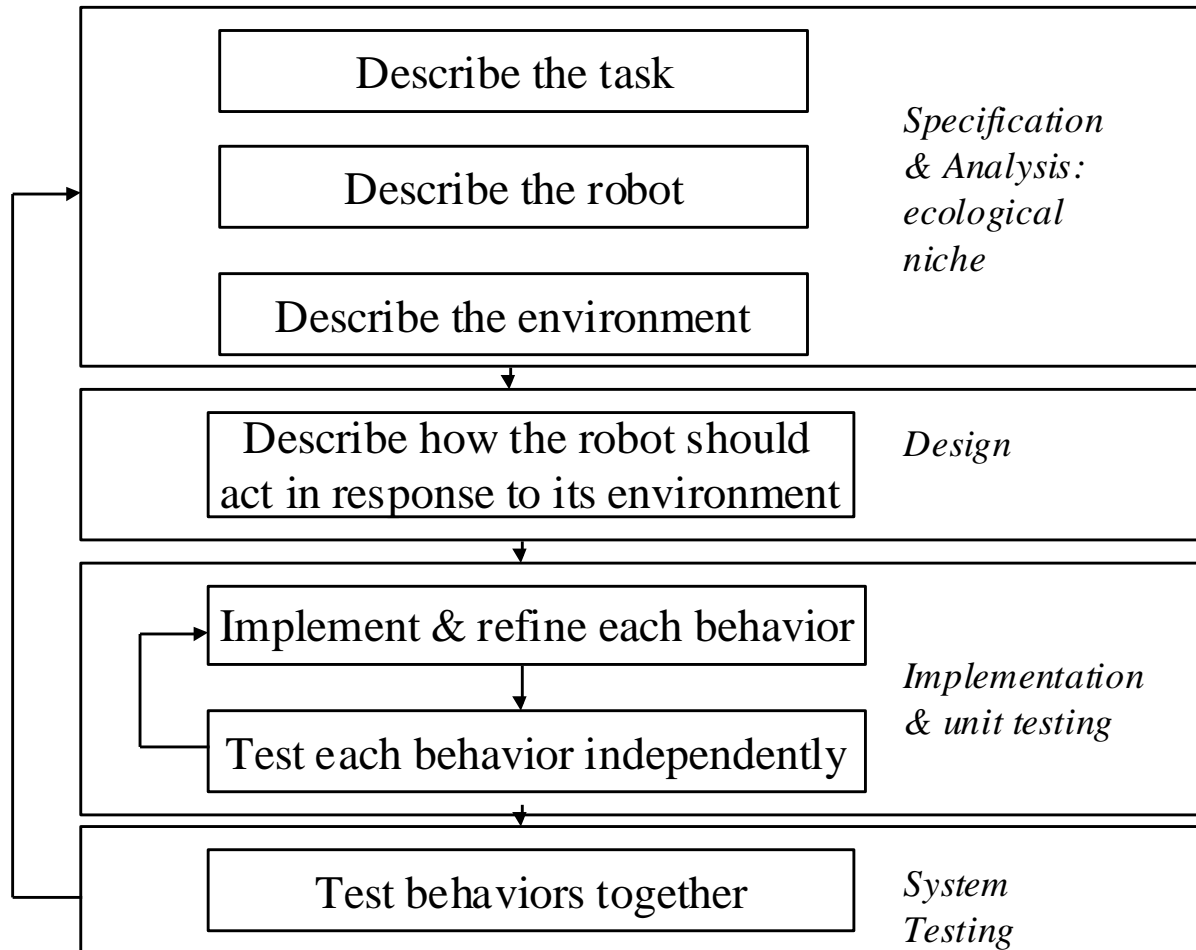 Describe the task
Specification
& Analysis:
ecological
niche
Describe the robot
Describe the environment
Describe how the robot should
act in response to its environment
Design
Implement & refine each behavior
Implementation
& unit testing
Test each behavior independently
Test behaviors together
System
Testing